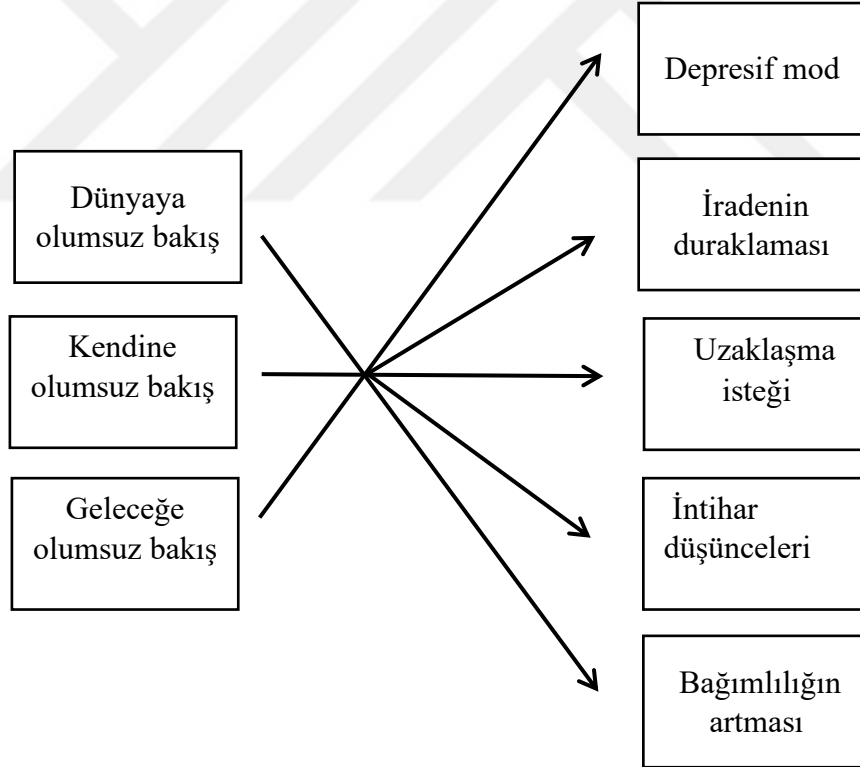 Dünyaya
olumsuz bakış
Kendine
olumsuz bakış
Geleceğe
olumsuz bakış
Depresif mod
İradenin
duraklaması
Uzaklaşma
isteği
İntihar
düşünceleri
Bağımlılığın
artması